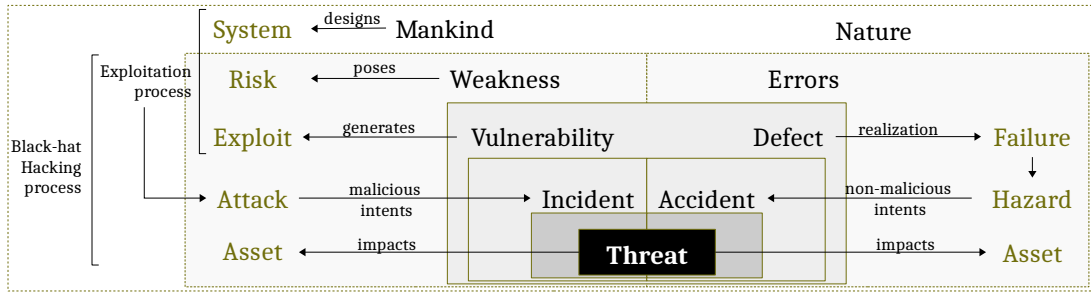 System
designs
Mankind
Nature
Exploitation
process
Risk
poses
Weakness
Errors
Black-hat
Hacking
process
Exploit
generates
Vulnerability
Defect
realization
Failure
Attack
malicious
intents
Incident
Accident
non-malicious
intents
Hazard
Asset
impacts
Threat
impacts
Asset